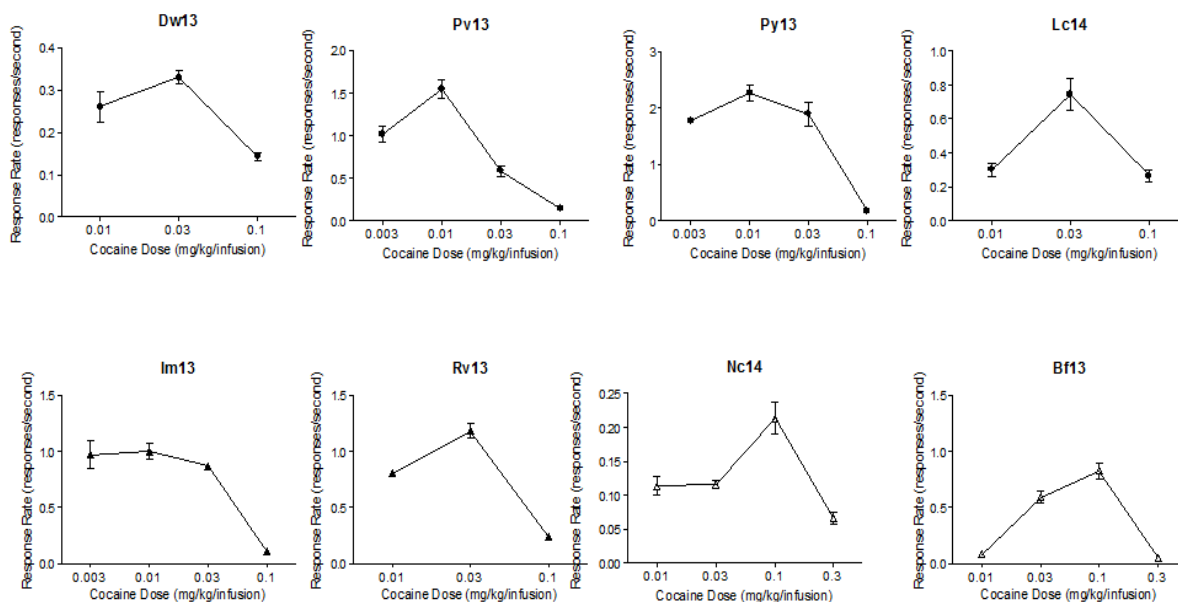 Dw13
Response Rate (responses/second)
0.4
0.3
0.2
0.1
0.0
0.01 0.03 0.1
Cocaine Dose (mg/kg/infusion)
Pv13
Response Rate (responses/second)
2.0
1.5
1.0
0.5
0.0
0.003 0.01 0.03 0.1
Cocaine Dose (mg/kg/infusion)
Py13
Response Rate (responses/second)
3
2
1
0
0.003 0.01 0.03 0.1
Cocaine Dose (mg/kg/infusion)
Lc14
Response Rate (responses/second)
1.0
0.8
0.6
0.4
0.2
0.0
0.01 0.03 0.1
Cocaine Dose (mg/kg/infusion)
Im13
Response Rate (responses/second)
1.5
1.0
0.5
0.0
0.003 0.01 0.03 0.1
Cocaine Dose (mg/kg/infusion)
Rv13
Response Rate (responses/second)
1.5
1.0
0.5
0.0
0.01 0.03 0.1
Cocaine Dose (mg/kg/infusion)
Nc14
Response Rate (responses/second)
0.25
0.20
0.15
0.10
0.05
0.00
0.01 0.03 0.1 0.3
Cocaine Dose (mg/kg/infusion)
Bf13
Response Rate (responses/second)
1.5
1.0
0.5
0.0
0.01 0.03 0.1 0.3
Cocaine Dose (mg/kg/infusion)